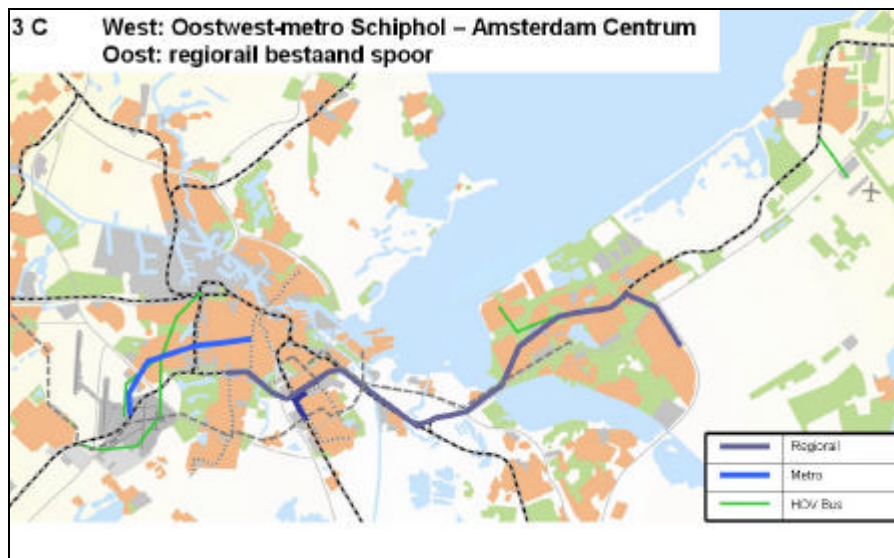 3 C West: Oostwest-metro Schiphol – Amsterdam Centrum
Oost: regiorail bestaand spoor
Regiorail
Metro
HOV Bus